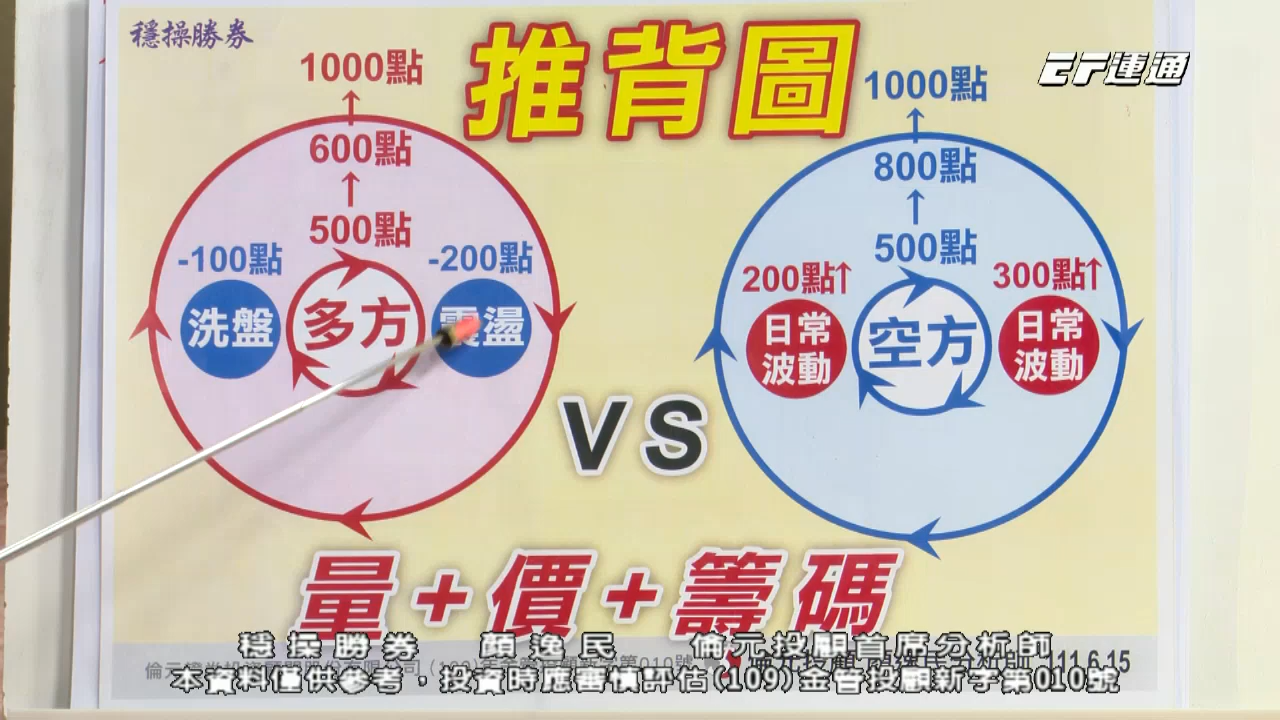 穩操勝券
推背圖
EF運通
1000點
600點
500點
-100點
-200點
洗盤
多方
震盪
VS
1000點
800點
500點
200點↑
300點↑
日常
波動
空方
日常
波動
量+價+籌碼
穩操勝券 顏逸民 倫元投顧首席分析師
本資料僅供參考，投資時應審慎評估(109)金管投顧新字第010號
111.6.15